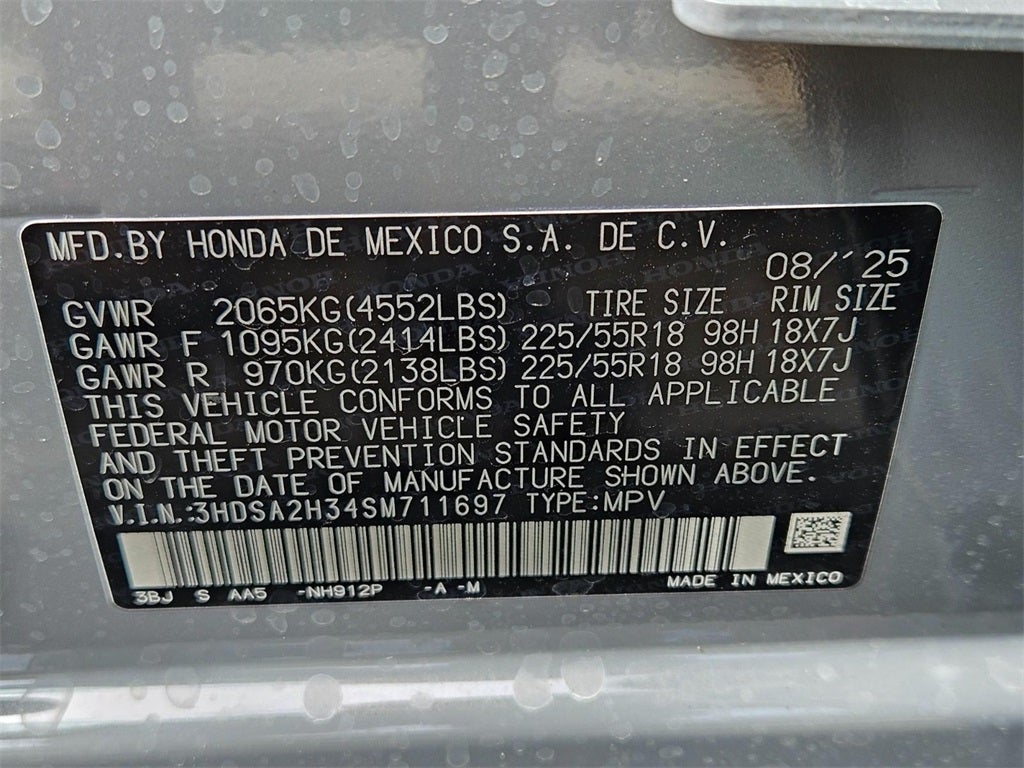 MFD.BY HONDA DE MEXICO S.A. DE C.V.
08/'25
GVWR 2065KG(4552LBS) TIRE SIZE RIM SIZE
GAWR F 1095KG(2414LBS) 225/55R18 98H 18X7J
GAWR R 970KG(2138LBS) 225/55R18 98H 18X7J
THIS VEHICLE CONFORMS TO ALL APPLICABLE
FEDERAL MOTOR VEHICLE SAFETY
AND THEFT PREVENTION STANDARDS IN EFFECT
ON THE DATE OF MANUFACTURE SHOWN ABOVE.
V.I.N.:3HDSA2H34SM711697 TYPE:MPV
3BJ S AA5 -NH912P -A -M MADE IN MEXICO